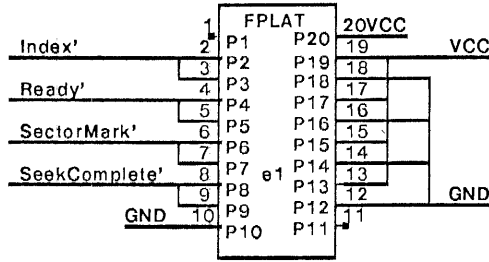 FPLAT
1 P1 P20 20VCC
Index' 2 P2 P19 19 VCC
3 P3 P18 18
Ready' 4 P4 P17 17
5 P5 P16 16
SectorMark' 6 P6 P15 15
7 P7 P14 14
SeekComplete' 8 P8 e1 P13 13
9 P9 P12 12 GND
GND 10 P10 P11 11